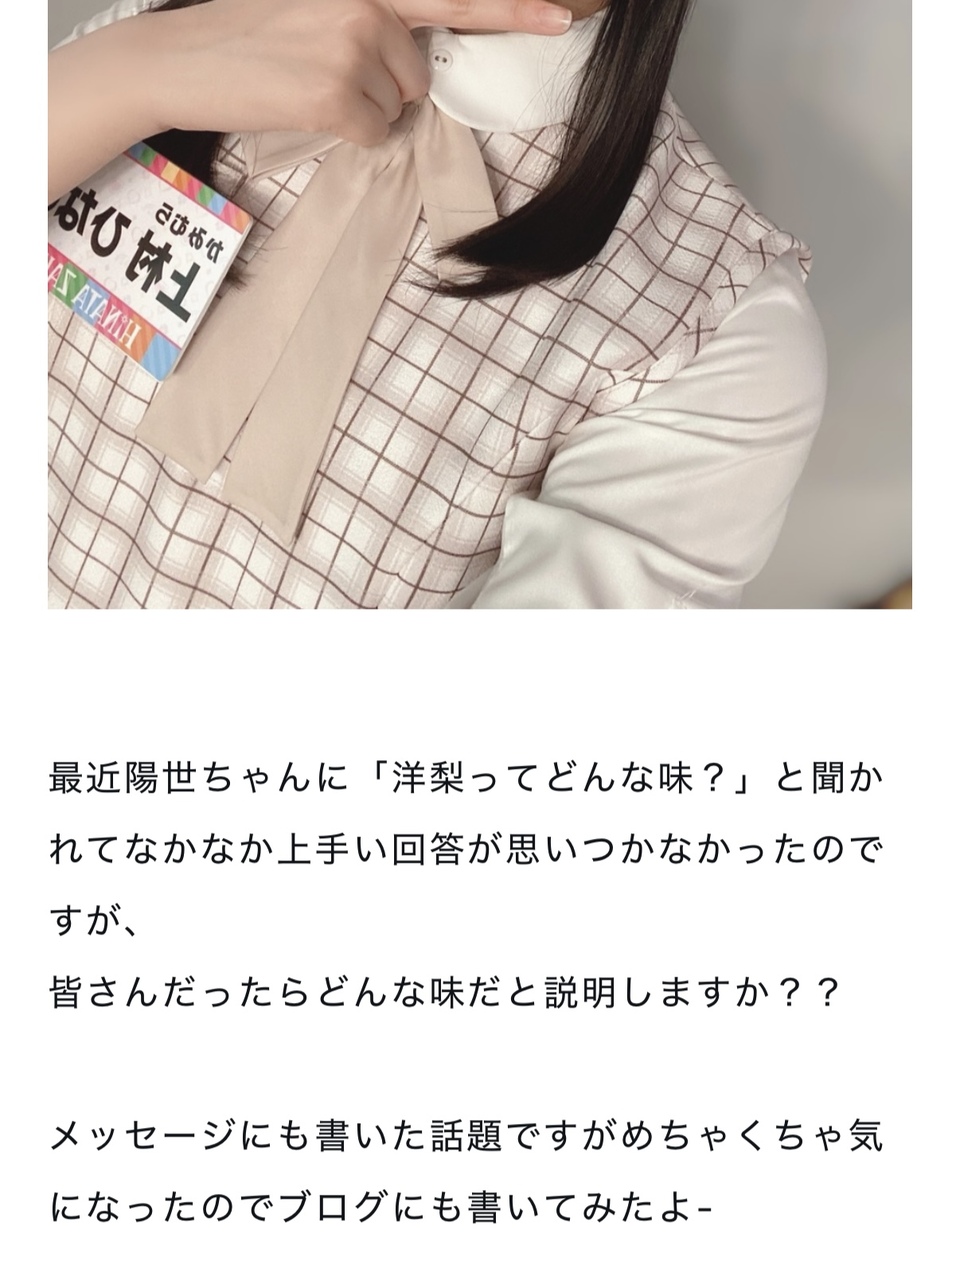 かみむら
上村 ひな
HINATAZA
最近陽世ちゃんに「洋梨ってどんな味？」と聞か
れてなかなか上手い回答が思いつかなかったので
すが、
皆さんだったらどんな味だと説明しますか？？
メッセージにも書いた話題ですがめちゃくちゃ気
になったのでブログにも書いてみたよ-